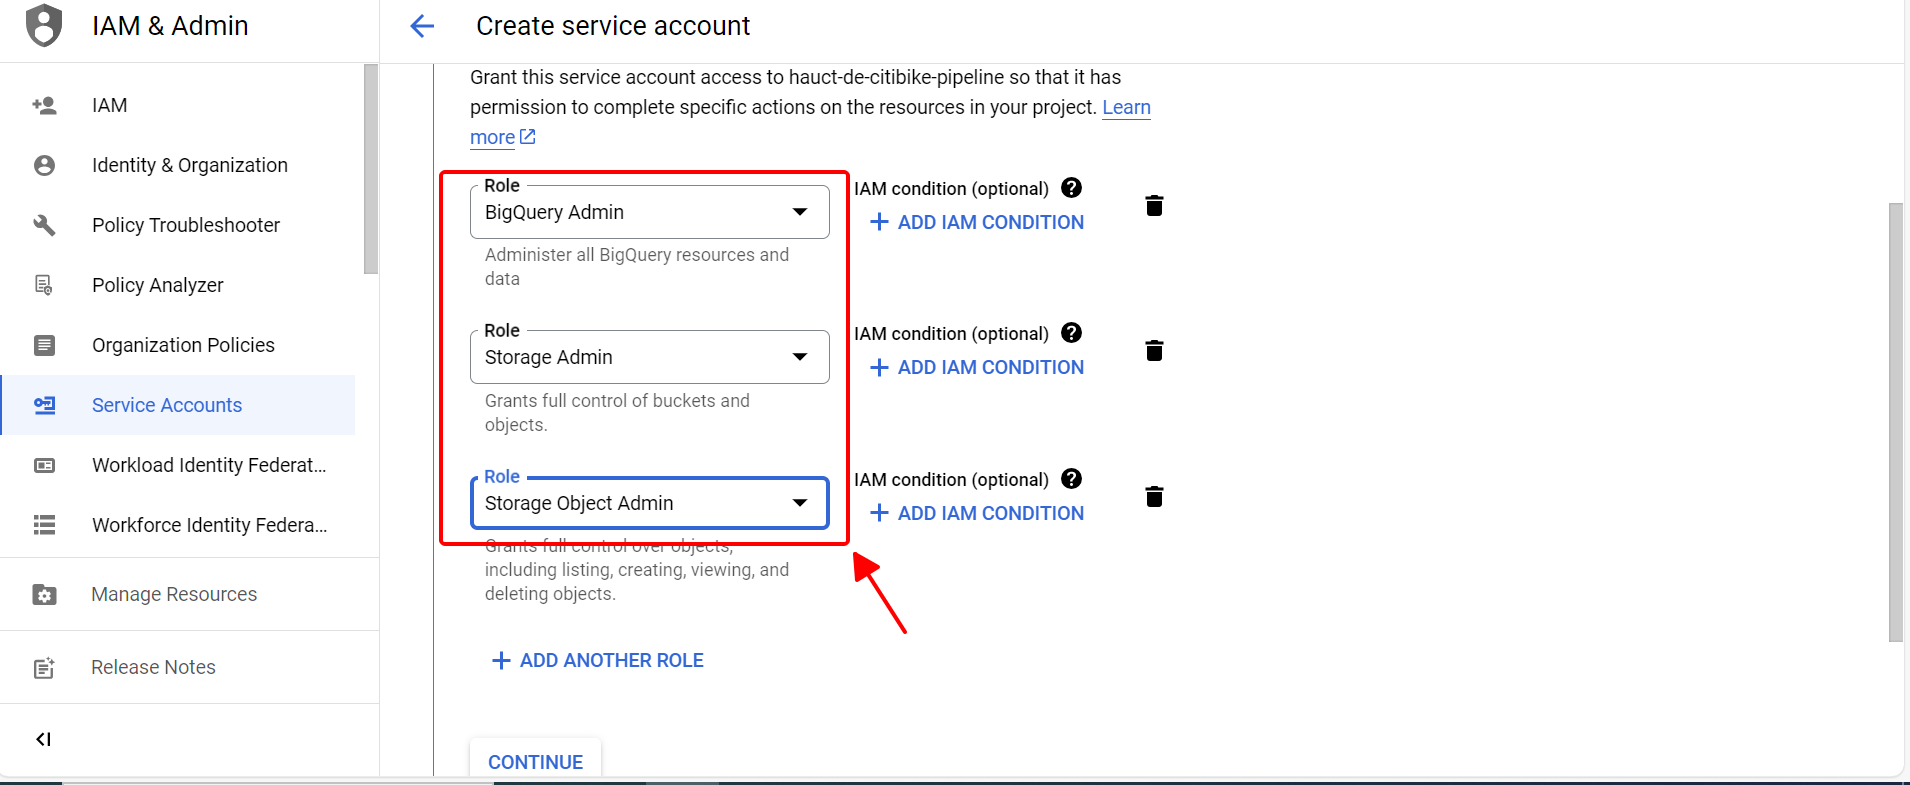 IAM & Admin
IAM
Identity & Organization
Policy Troubleshooter
Policy Analyzer
Organization Policies
Service Accounts
Workload Identity Federat...
Workforce Identity Federa...
Manage Resources
Release Notes
Create service account
Grant this service account access to hauct-de-citibike-pipeline so that it has
permission to complete specific actions on the resources in your project. Learn
more
Role
BigQuery Admin
Administer all BigQuery resources and
data
IAM condition (optional) ?
+ ADD IAM CONDITION
Role
Storage Admin
Grants full control of buckets and
objects.
IAM condition (optional) ?
+ ADD IAM CONDITION
Role
Storage Object Admin
Grants full control over objects,
including listing, creating, viewing, and
deleting objects.
IAM condition (optional) ?
+ ADD IAM CONDITION
+ ADD ANOTHER ROLE
CONTINUE